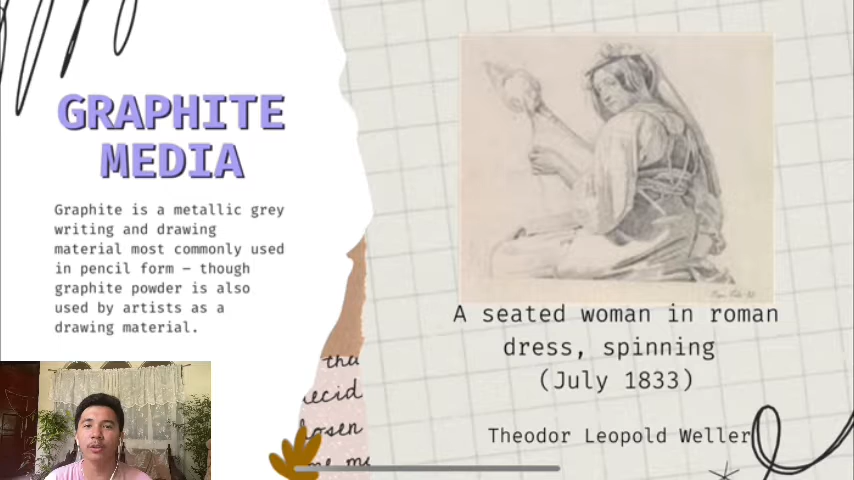 GRAPHITE
MEDIA
Graphite is a metallic grey
writing and drawing
material most commonly used
in pencil form – though
graphite powder is also
used by artists as a
drawing material.
A seated woman in roman
dress, spinning
(July 1833)
Theodor Leopold Weller